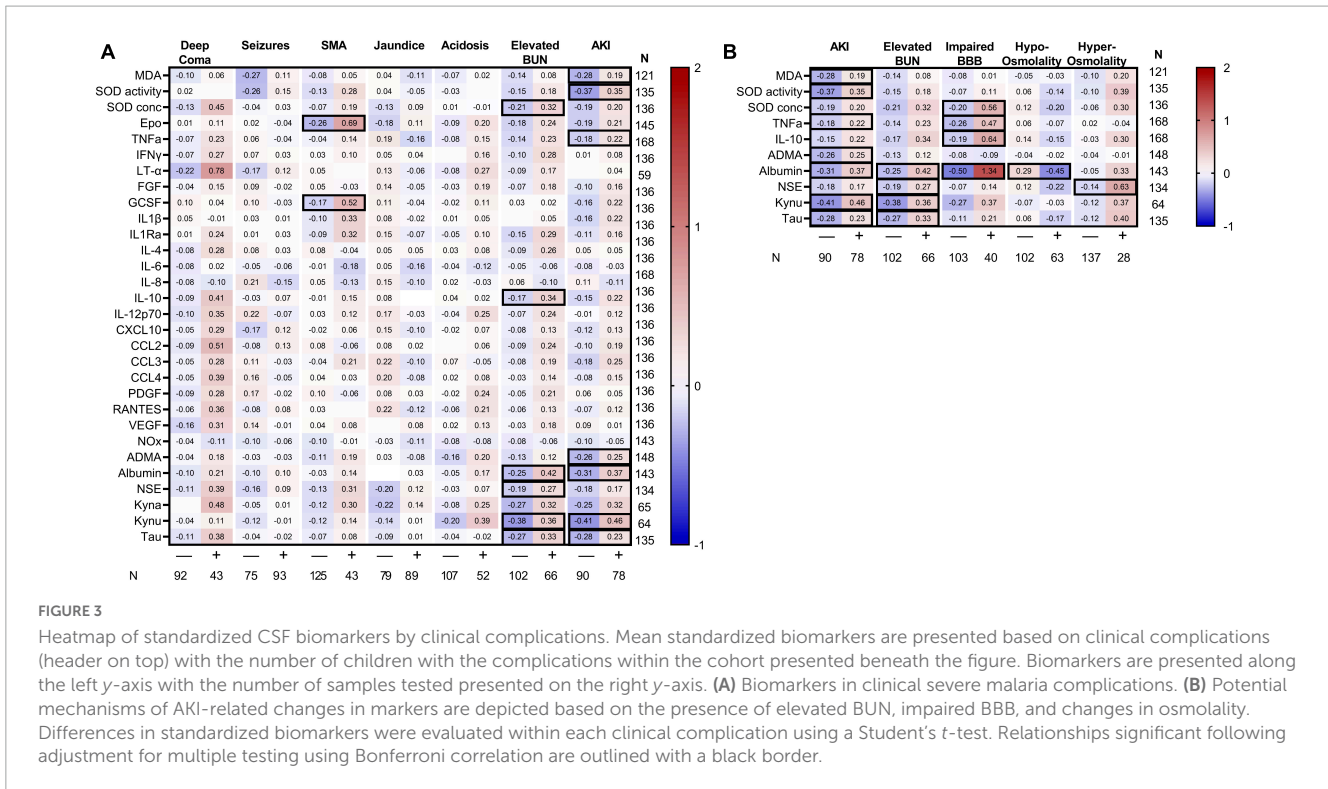 A
Deep Coma Seizures SMA Jaundice Acidosis Elevated BUN AKI
N
MDA -0.10 0.06 -0.27 0.11 -0.08 0.05 0.04 -0.11 -0.07 0.02 -0.14 0.08 -0.28 0.19 121
SOD activity 0.02 -0.26 0.15 -0.13 0.28 0.04 -0.05 -0.03 -0.15 0.18 -0.37 0.35 135
SOD conc -0.13 0.45 -0.04 0.03 -0.07 0.19 -0.13 0.09 0.01 -0.01 -0.21 0.32 -0.19 0.20 136
Epo 0.01 0.11 0.02 -0.04 -0.26 0.69 -0.18 0.11 -0.09 0.20 -0.18 0.24 -0.19 0.21 145
TNFa -0.07 0.23 0.06 -0.04 -0.04 0.14 0.19 -0.16 -0.08 0.15 -0.14 0.23 -0.18 0.22 168
IFNγ -0.07 0.27 0.07 0.03 0.03 0.10 0.05 0.04 0.16 -0.10 0.28 0.01 0.08 136
LT-α -0.22 0.78 -0.17 0.12 0.05 0.13 -0.06 -0.08 0.27 -0.07 0.18 0.04 59
FGF -0.04 0.15 0.09 -0.02 0.05 -0.03 0.14 -0.05 -0.03 0.19 -0.07 0.18 -0.10 0.16 136
GCSF 0.10 0.04 0.09 -0.03 -0.17 0.52 0.05 0.04 -0.02 0.11 0.03 0.02 -0.16 0.24 136
IL1β 0.05 -0.01 0.03 0.03 -0.10 0.33 0.08 -0.01 0.02 0.06 -0.16 0.22 136
IL1Ra 0.01 0.24 0.01 0.03 -0.09 0.32 0.15 -0.07 -0.05 0.10 -0.15 0.29 -0.11 0.16 136
IL-4 -0.08 0.28 0.08 0.03 0.08 -0.04 0.10 0.01 0.03 0.03 -0.09 0.26 0.05 0.05 136
IL-6 -0.08 0.02 -0.05 -0.06 -0.01 -0.18 0.05 -0.16 -0.04 -0.12 -0.05 -0.06 -0.08 -0.03 168
IL-8 -0.08 -0.10 0.21 -0.15 0.05 -0.13 0.15 -0.10 0.02 -0.03 0.06 -0.10 0.11 -0.11 136
IL-10 -0.09 0.41 -0.03 0.07 -0.01 0.15 0.08 0.04 0.02 -0.17 0.34 -0.15 0.22 136
IL-12p70 -0.10 0.35 0.22 -0.07 0.03 0.12 0.17 -0.03 -0.04 0.25 -0.07 0.24 -0.01 0.12 136
CXCL10 -0.05 0.29 -0.17 0.12 -0.02 0.06 0.15 -0.10 -0.02 0.07 -0.08 0.13 -0.12 0.13 136
CCL2 -0.09 0.51 -0.08 0.13 0.08 -0.06 0.08 0.02 -0.09 0.24 -0.10 0.19 136
CCL3 -0.05 0.28 0.11 -0.03 -0.04 0.21 0.22 -0.10 0.07 -0.05 -0.08 0.19 -0.18 0.25 136
CCL4 -0.05 0.39 0.16 -0.05 0.04 0.03 0.20 -0.08 0.02 0.08 -0.03 0.14 -0.08 0.15 136
PDGF -0.09 0.28 0.17 -0.02 0.10 -0.06 0.08 0.03 -0.02 0.24 -0.05 0.21 0.06 0.05 136
RANTES -0.06 0.36 -0.08 0.08 0.03 0.22 -0.12 -0.06 0.21 -0.06 0.13 -0.07 0.12 136
VEGF -0.16 0.31 0.14 -0.01 0.04 0.08 0.08 0.02 0.13 -0.03 0.18 0.09 0.01 136
NOx -0.04 -0.11 -0.10 -0.06 -0.10 -0.01 -0.03 -0.11 -0.08 -0.08 -0.08 -0.06 -0.10 -0.05 143
ADMA -0.04 0.18 -0.03 -0.03 -0.11 0.19 0.03 -0.08 -0.16 0.20 -0.13 0.12 -0.26 0.25 148
Albumin -0.10 0.21 -0.10 0.10 -0.03 0.14 0.03 -0.05 0.17 -0.25 0.42 -0.31 0.37 143
NSE -0.11 0.39 -0.16 0.09 -0.13 0.31 -0.20 0.12 -0.03 0.07 -0.19 0.27 -0.18 0.17 134
Kyna 0.48 -0.05 -0.01 -0.12 0.30 -0.22 0.14 -0.08 0.25 -0.27 0.32 -0.25 0.32 65
Kynu -0.04 0.11 -0.12 -0.01 -0.12 0.14 -0.14 0.01 -0.20 0.39 -0.38 0.36 -0.41 0.46 64
Tau -0.11 0.38 -0.04 -0.02 -0.07 0.08 -0.09 0.01 -0.04 -0.02 -0.27 0.33 -0.28 0.23 135
— + — + — + — + — + — + — +
N 92 43 75 93 125 43 79 89 107 52 102 66 90 78
2
1
0
-1
B
AKI Elevated BUN Impaired BBB Hypo-Osmolality Hyper-Osmolality
N
MDA -0.28 0.19 -0.14 0.08 -0.08 0.01 -0.05 -0.03 -0.10 0.20 121
SOD activity -0.37 0.35 -0.15 0.18 -0.07 0.23 0.06 -0.14 -0.10 0.39 135
SOD conc -0.19 0.20 -0.21 0.32 -0.20 0.56 0.12 -0.20 -0.06 0.30 136
TNFa -0.18 0.22 -0.14 0.23 -0.26 0.47 0.07 -0.07 0.02 -0.04 168
IL-10 -0.15 0.22 -0.17 0.34 -0.19 0.64 0.14 -0.13 -0.03 0.30 168
ADMA -0.26 0.25 -0.13 0.12 -0.08 -0.09 -0.04 -0.02 -0.04 -0.01 148
Albumin -0.31 0.37 -0.25 0.42 -0.50 1.34 0.29 -0.45 -0.05 0.33 143
NSE -0.18 0.17 -0.19 0.27 -0.07 0.14 0.12 -0.22 -0.14 0.63 134
Kynu -0.41 0.46 -0.38 0.36 -0.27 0.37 0.07 -0.03 -0.12 0.37 64
Tau -0.28 0.23 -0.27 0.33 -0.11 0.21 0.06 -0.17 -0.12 0.40 135
— + — + — + — + — +
N 90 78 102 66 103 40 102 63 137 28
2
1
0
-1
FIGURE 3
Heatmap of standardized CSF biomarkers by clinical complications. Mean standardized biomarkers are presented based on clinical complications
(header on top) with the number of children with the complications within the cohort presented beneath the figure. Biomarkers are presented along
the left y-axis with the number of samples tested presented on the right y-axis. (A) Biomarkers in clinical severe malaria complications. (B) Potential
mechanisms of AKI-related changes in markers are depicted based on the presence of elevated BUN, impaired BBB, and changes in osmolality.
Differences in standardized biomarkers were evaluated within each clinical complication using a Student's t-test. Relationships significant following
adjustment for multiple testing using Bonferroni correlation are outlined with a black border.